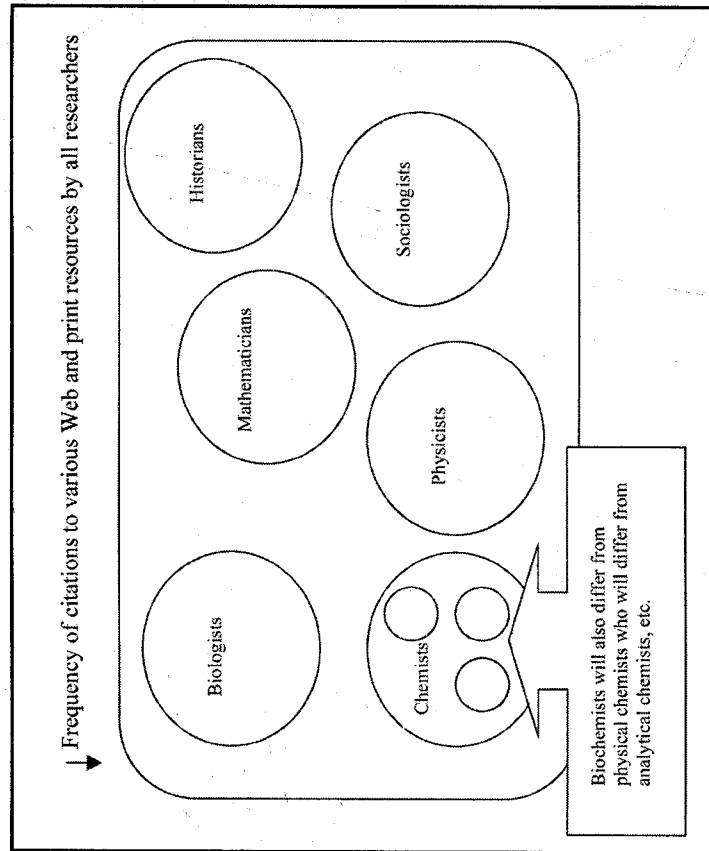 Frequency of citations to various Web and print resources by all researchers
Biologists
Mathematicians
Historians
Chemists
Physicists
Sociologists
Biochemists will also differ from
physical chemists who will differ from
analytical chemists, etc.